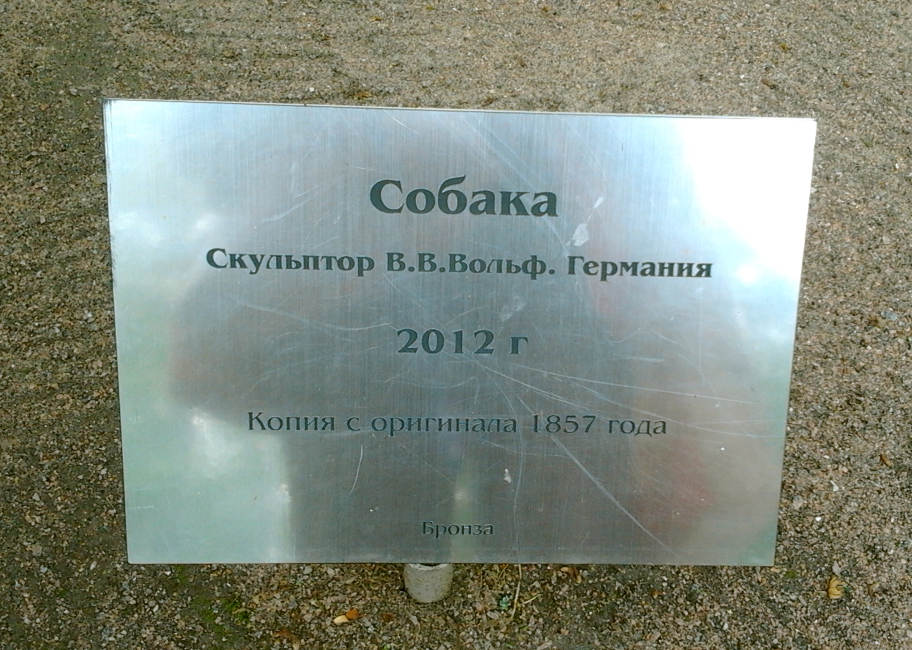 Собака
Скульптор В.В.Вольф. Германия
2012 г
Копия с оригинала 1857 года
Бронза